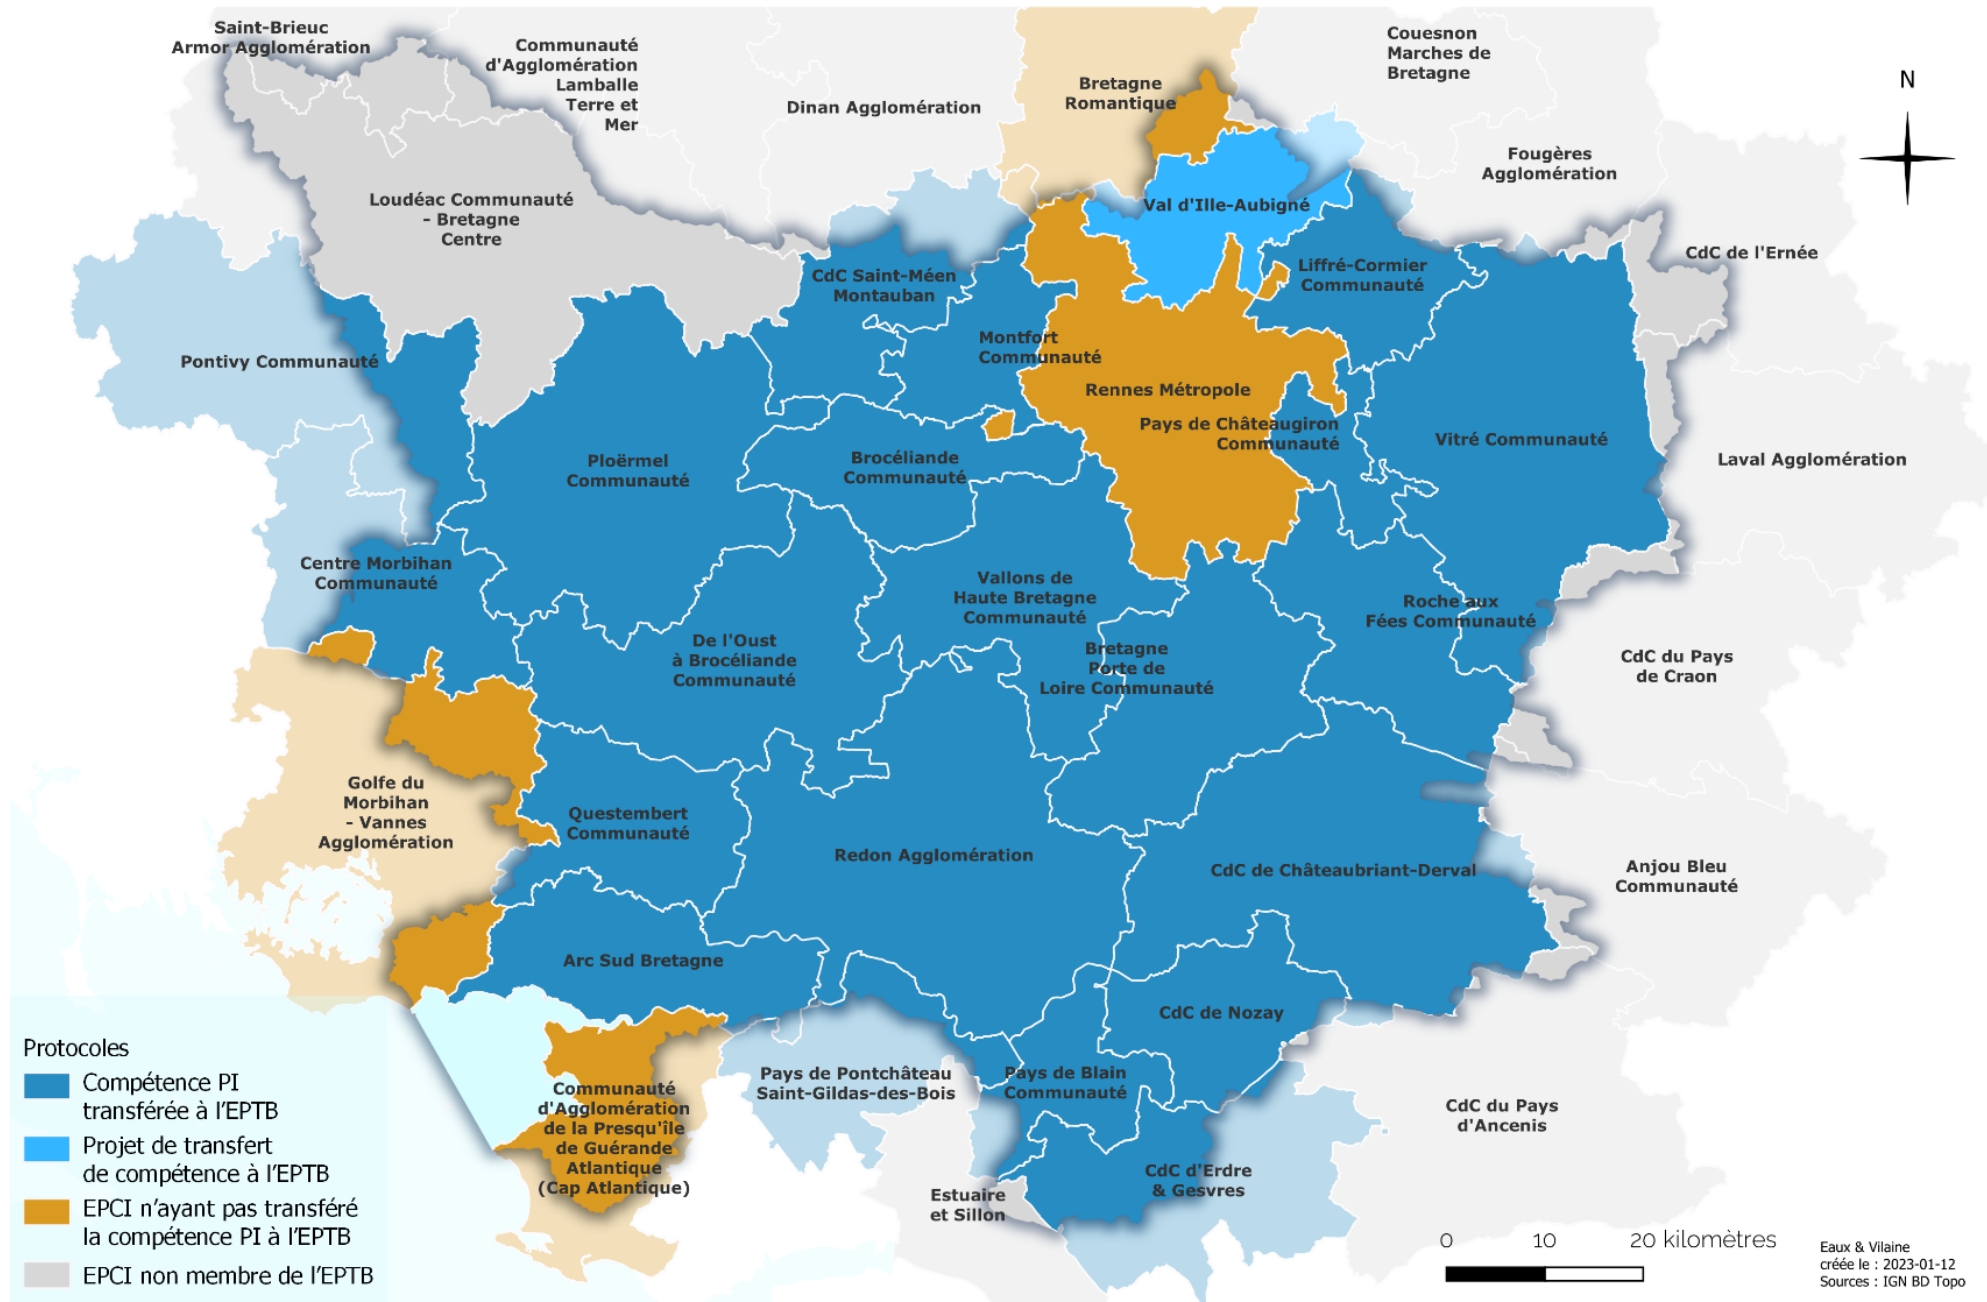 Saint-Brieuc
Armor Agglomération
Communauté
d'Agglomération
Lamballe
Terre et
Mer
Dinan Agglomération
Bretagne
Romantique
Couesnon
Marches de
Bretagne
N
Fougères
Agglomération
Loudéac Communauté
- Bretagne
Centre
Val d'Ille-Aubigné
CdC de l'Ernée
CdC Saint-Méen
Montauban
Liffré-Cormier
Communauté
Pontivy Communauté
Montfort
Communauté
Rennes Métropole
Pays de Châteaugiron
Communauté
Vitré Communauté
Laval Agglomération
Ploërmel
Communauté
Brocéliande
Communauté
Centre Morbihan
Communauté
Vallons de
Haute Bretagne
Communauté
Roche aux
Fées Communauté
De l'Oust
à Brocéliande
Communauté
Bretagne
Porte de
Loire Communauté
CdC du Pays
de Craon
Golfe du
Morbihan
- Vannes
Agglomération
Questembert
Communauté
Redon Agglomération
CdC de Châteaubriant-Derval
Anjou Bleu
Communauté
Arc Sud Bretagne
CdC de Nozay
Pays de Pontchâteau
Saint-Gildas-des-Bois
Pays de Blain
Communauté
Communauté
d'Agglomération
de la Presqu'île
de Guérande
Atlantique
(Cap Atlantique)
CdC du Pays
d'Ancenis
CdC d'Erdre
& Gesvres
Estuaire
et Sillon
Protocoles
Compétence PI
transférée à l'EPTB
Projet de transfert
de compétence à l'EPTB
EPCI n'ayant pas transféré
la compétence PI à l'EPTB
EPCI non membre de l'EPTB
0 10 20 kilomètres
Eaux & Vilaine
créée le : 2023-01-12
Sources : IGN BD Topo